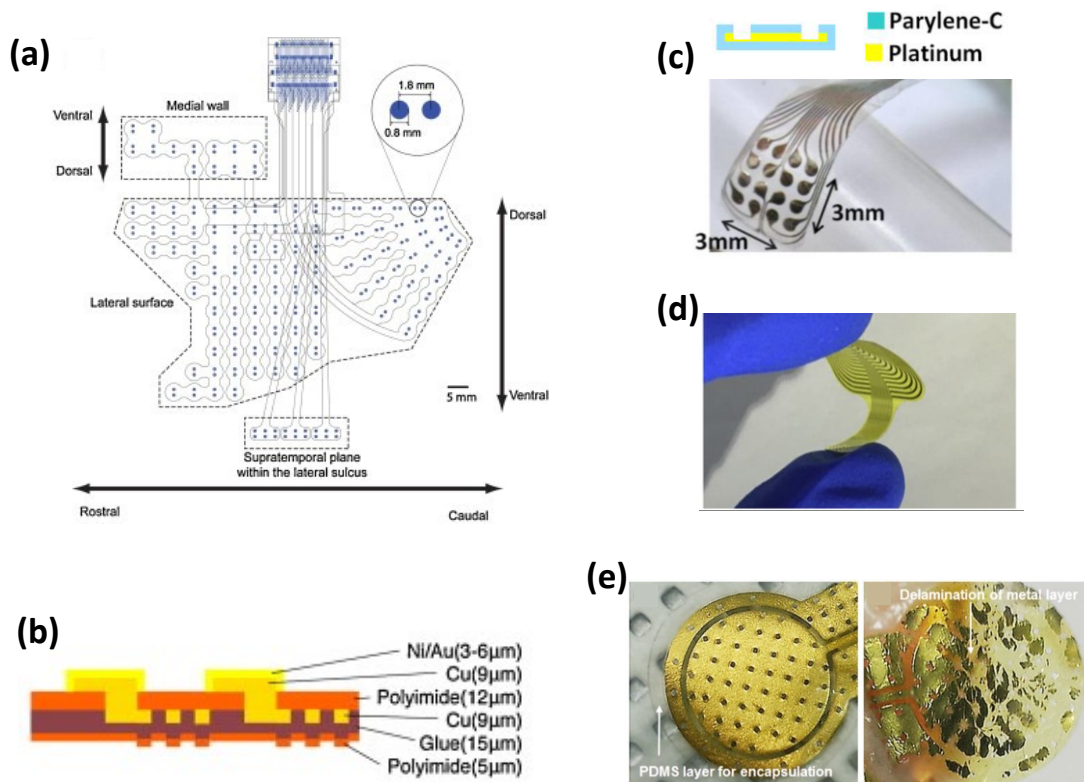 (a)
Medial wall
Ventral
Dorsal
1.8 mm
0.8 mm
Dorsal
Lateral surface
5 mm
Ventral
Supratemporal plane
within the lateral sulcus
Rostral
Caudal
(b)
Ni/Au(3-6µm)
Cu(9µm)
Polyimide(12µm)
Cu(9µm)
Glue(15µm)
Polyimide(5µm)
(c)
Parylene-C
Platinum
3mm
3mm
(d)
(e)
PDMS layer for encapsulation
Delamination of metal layer